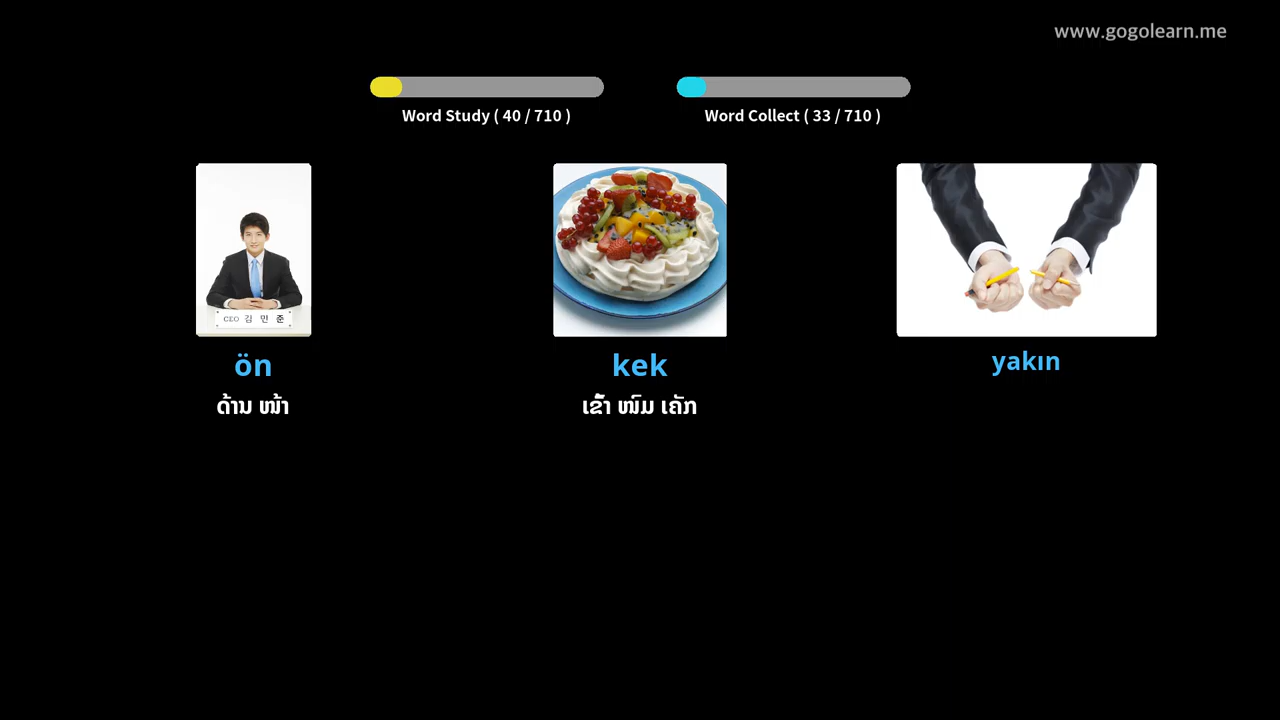 www.gogolearn.me
Word Study ( 40 / 710 )
Word Collect ( 33 / 710 )
CEO 김 민 준
ön
kek
yakın
ດ້ານ ໜ້າ
ເຂົ້າ ໜົມ ເຄັກ